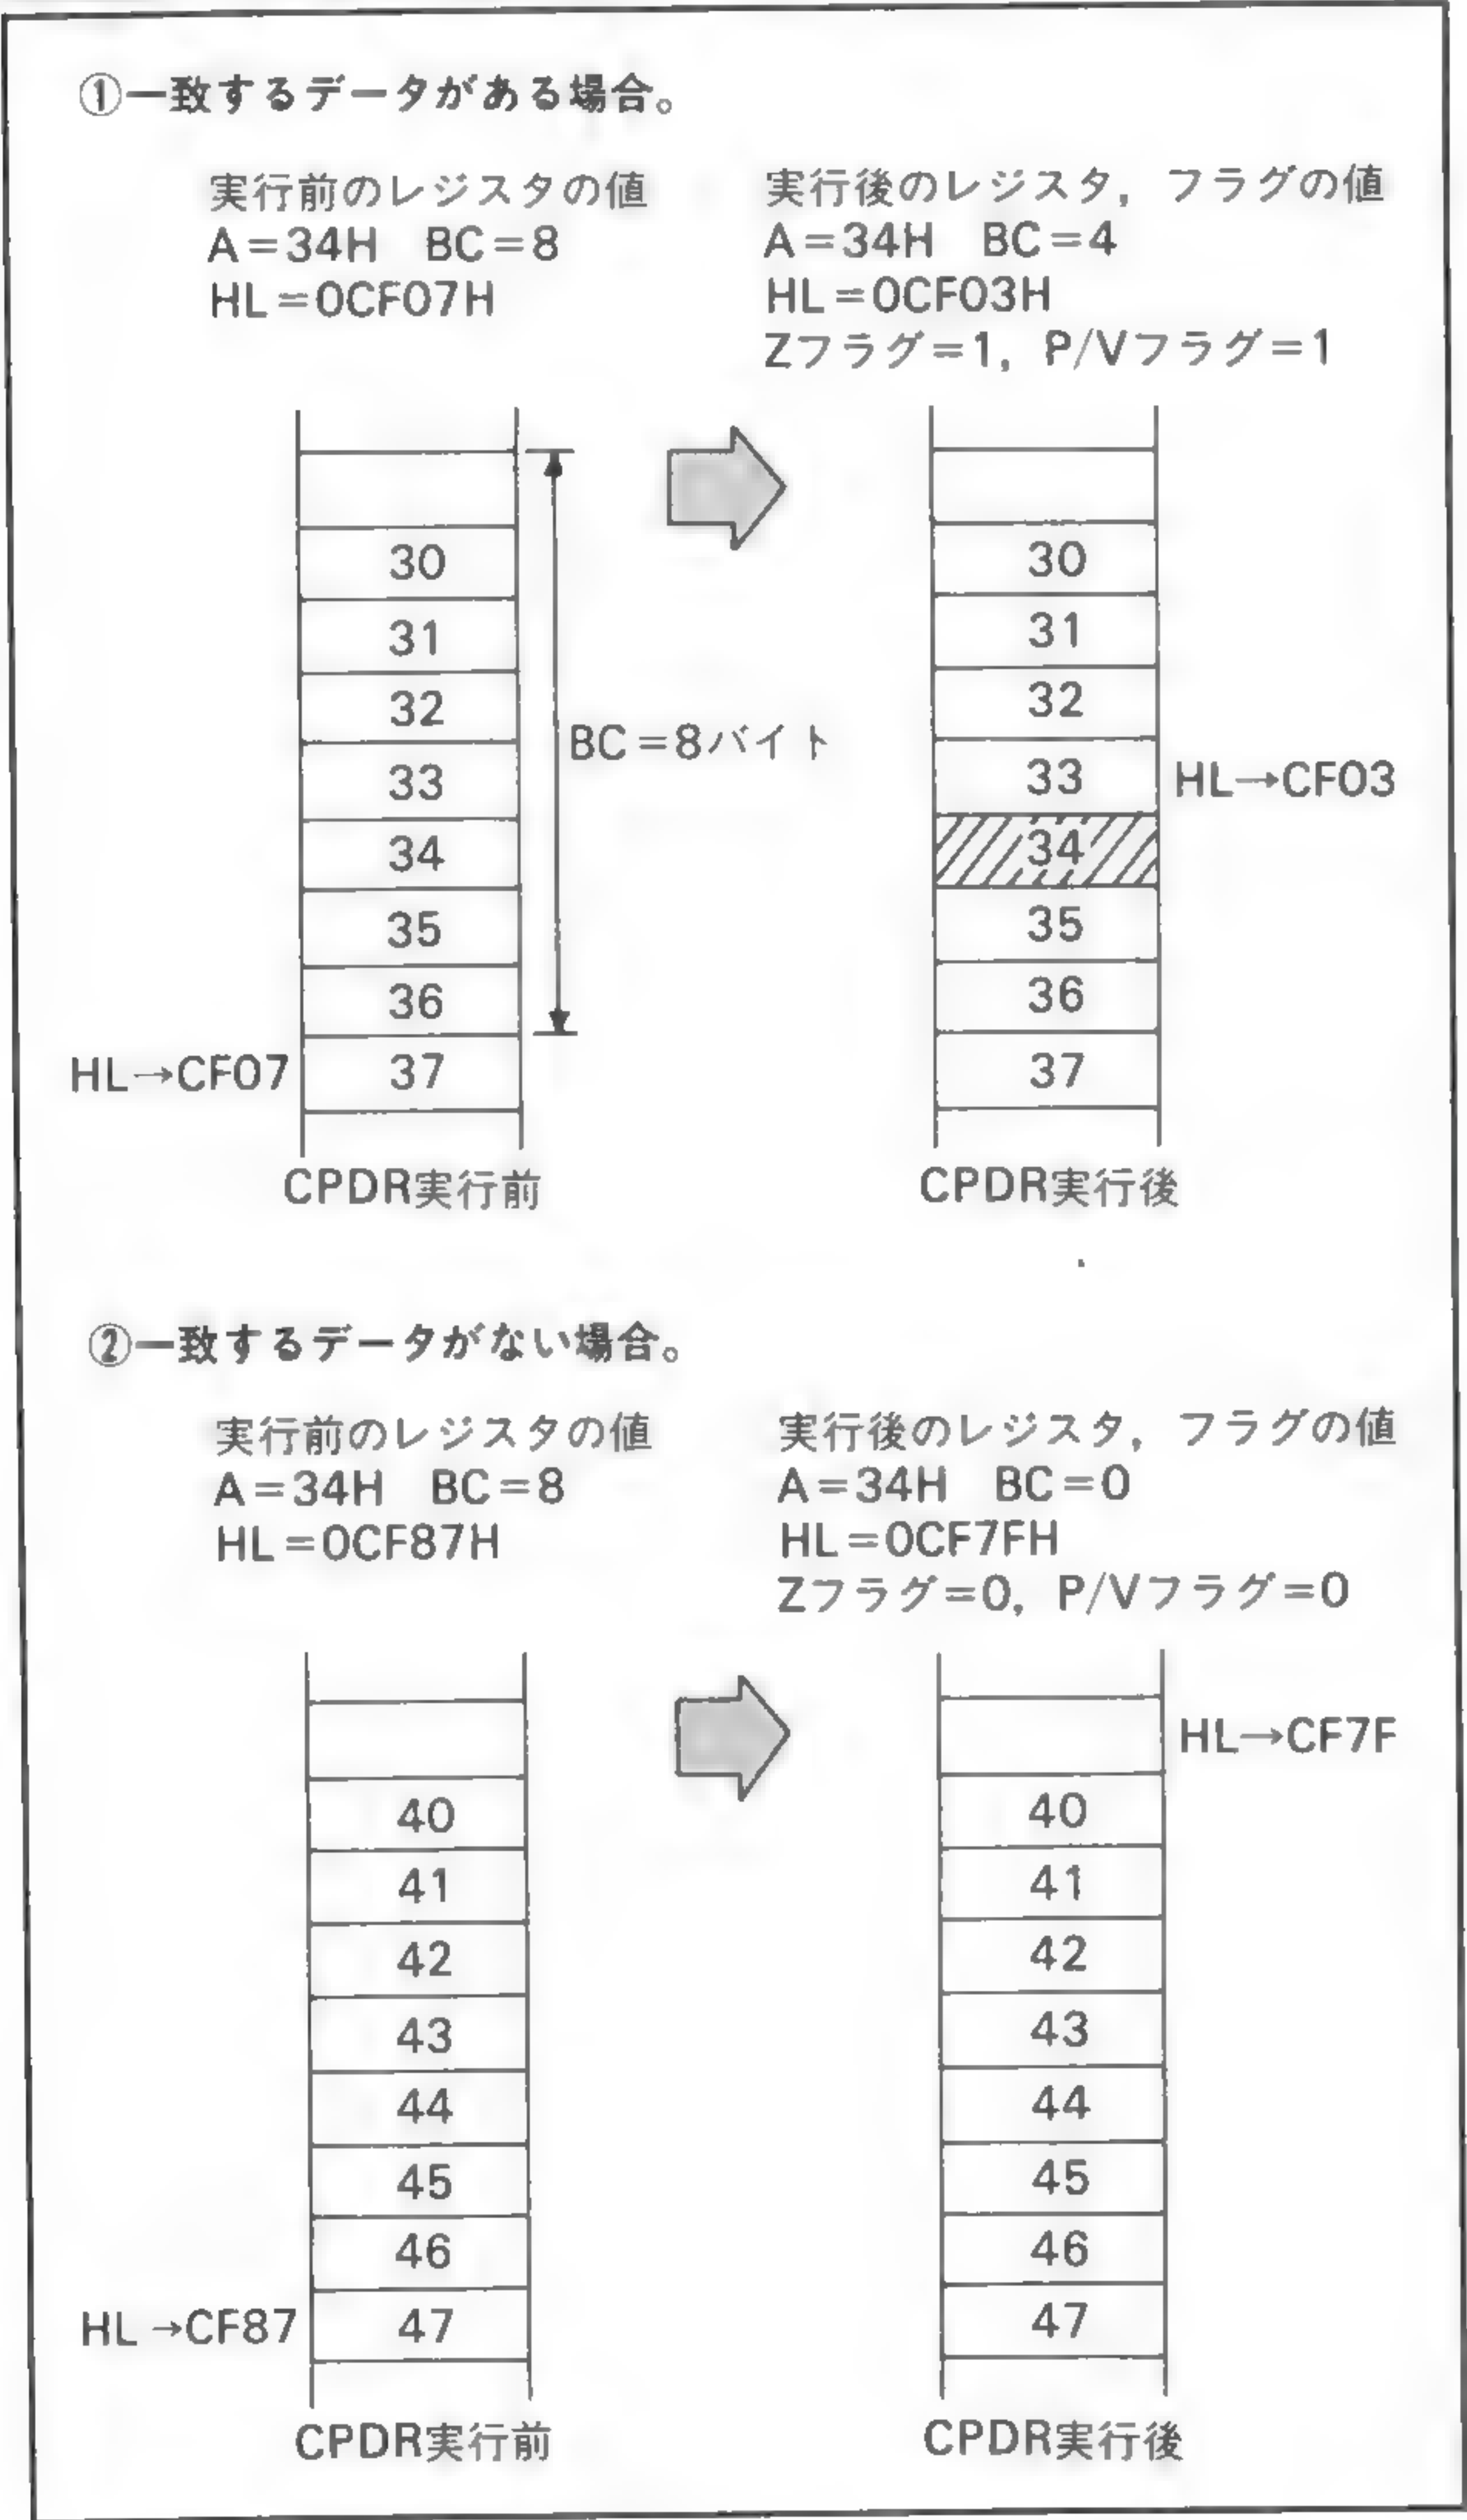 ①一致するデータがある場合。
実行前のレジスタの値
A=34H BC=8
HL=0CF07H
実行後のレジスタ，フラグの値
A=34H BC=4
HL=0CF03H
Zフラグ=1，P/Vフラグ=1
30
31
32
33
34
35
36
HL→CF07 37
BC=8バイト
CPDR実行前
30
31
32
33 HL→CF03
34
35
36
37
CPDR実行後
②一致するデータがない場合。
実行前のレジスタの値
A=34H BC=8
HL=0CF87H
実行後のレジスタ，フラグの値
A=34H BC=0
HL=0CF7FH
Zフラグ=0，P/Vフラグ=0
40
41
42
43
44
45
46
HL→CF87 47
CPDR実行前
HL→CF7F
40
41
42
43
44
45
46
47
CPDR実行後